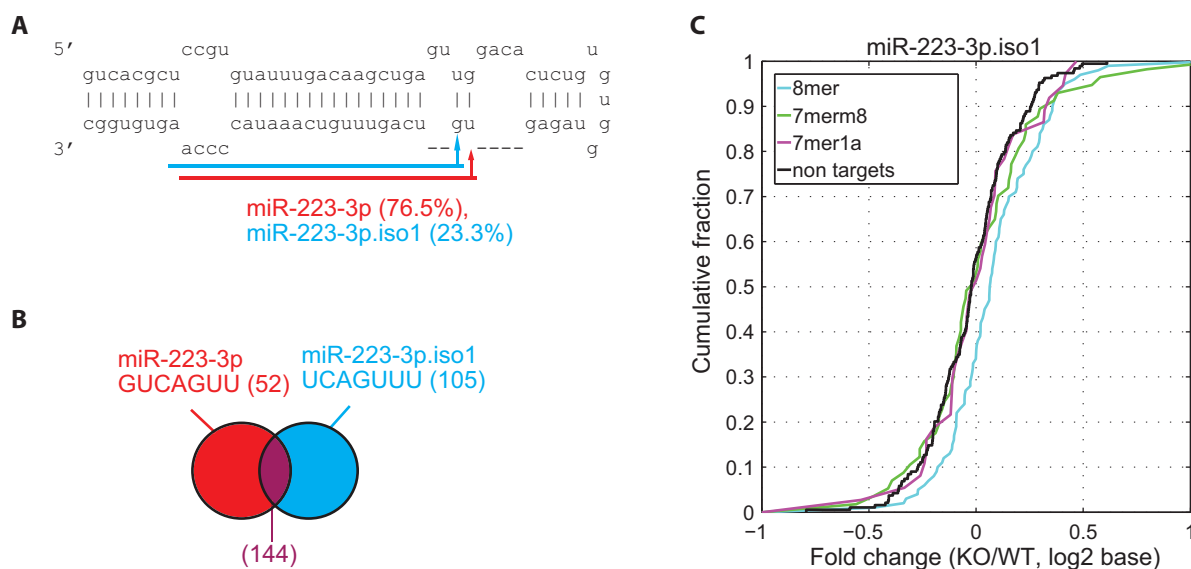 A
5’ ccgu gu gaca u
gucacgcu guauuugacaagcuga ug cucug g
| | | | | | | | | | | | | | | | | | | | | | | | | | | | | | | u
cgguguga cauaaacuguuugacu gu gagau g
3’ accc --- ---- g
miR-223-3p (76.5%),
miR-223-3p.iso1 (23.3%)
B
miR-223-3p
GUCAGUU (52)
miR-223-3p.iso1
UCAGUUU (105)
(144)
C
miR-223-3p.iso1
8mer
7merm8
7mer1a
non targets
Cumulative fraction
1
0.9
0.8
0.7
0.6
0.5
0.4
0.3
0.2
0.1
0
−1 −0.5 0 0.5 1
Fold change (KO/WT, log2 base)